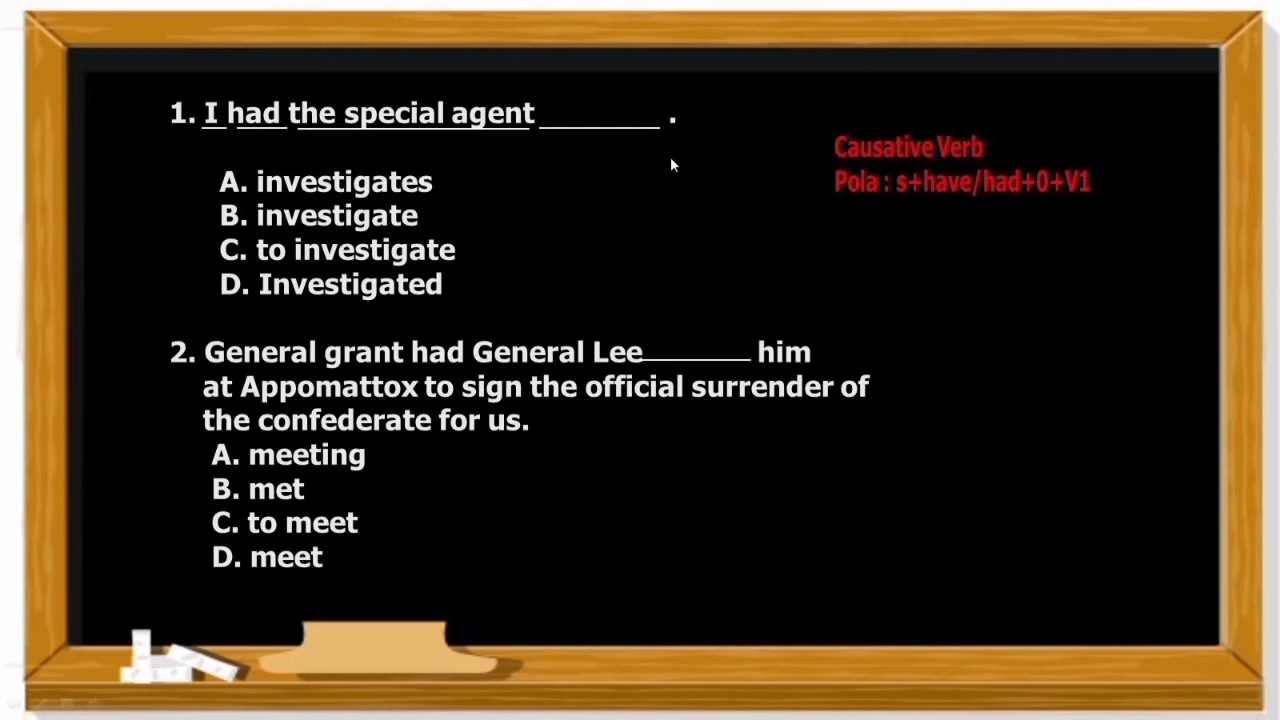 1. I had the special agent ________ .
Causative Verb
A. investigates
Pola : s+have/had+0+V1
B. investigate
C. to investigate
D. Investigated
2. General grant had General Lee________ him
at Appomattox to sign the official surrender of
the confederate for us.
A. meeting
B. met
C. to meet
D. meet